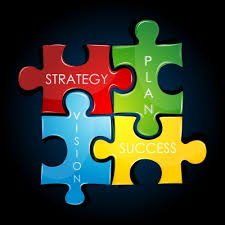 STRATEGY
PLAN
VISION
SUCCESS